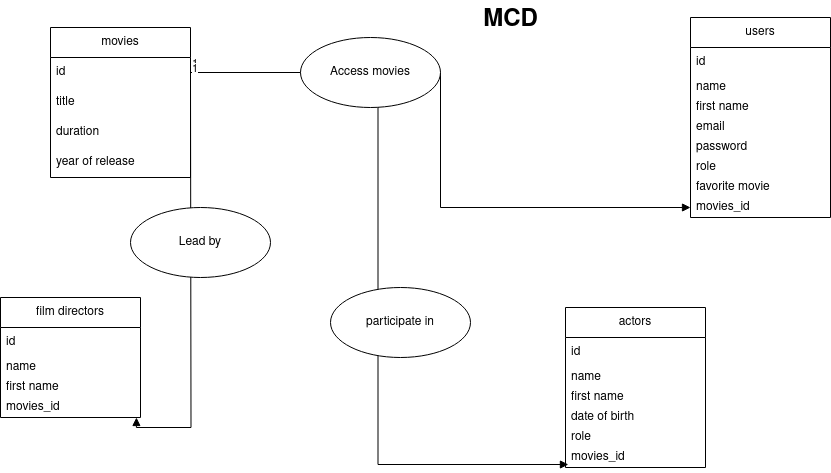 MCD
movies
id
title
duration
year of release
1
Access movies
users
id
name
first name
email
password
role
favorite movie
movies_id
Lead by
film directors
id
name
first name
movies_id
participate in
actors
id
name
first name
date of birth
role
movies_id